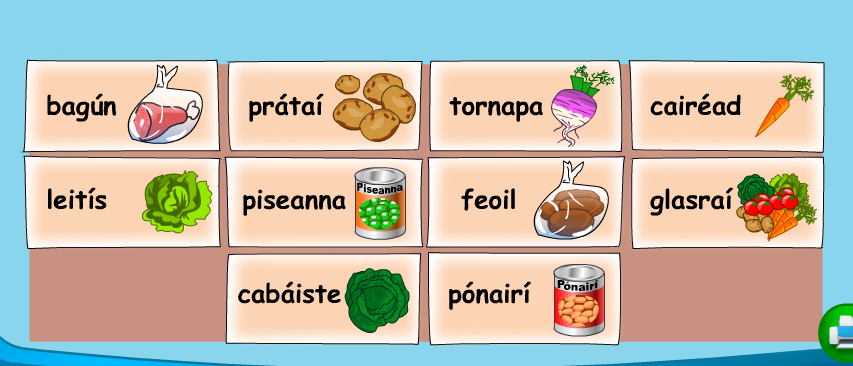 bagún
prátaí
tornapa
cairéad
leitís
piseanna
Piseanna
feoil
glasraí
cabáiste
pónairí
Pónairí